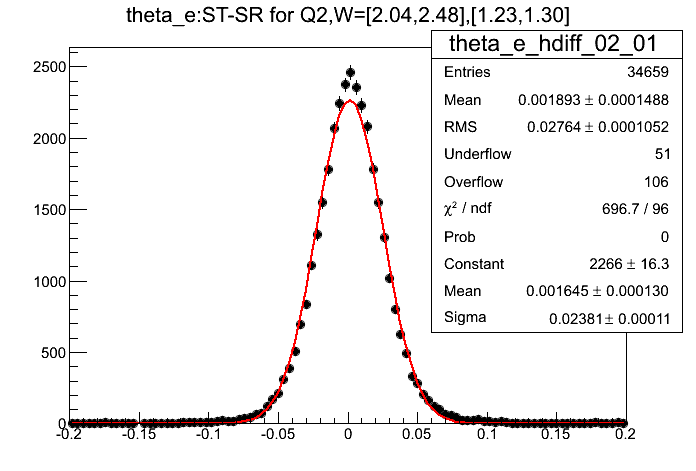 theta_e:ST-SR for Q2,W=[2.04,2.48],[1.23,1.30]
theta_e_hdiff_02_01
Entries 34659
Mean 0.001893 ± 0.0001488
RMS 0.02764 ± 0.0001052
Underflow 51
Overflow 106
χ² / ndf 696.7 / 96
Prob 0
Constant 2266 ± 16.3
Mean 0.001645 ± 0.000130
Sigma 0.02381 ± 0.00011
2500
2000
1500
1000
500
0
-0.2 -0.15 -0.1 -0.05 0 0.05 0.1 0.15 0.2